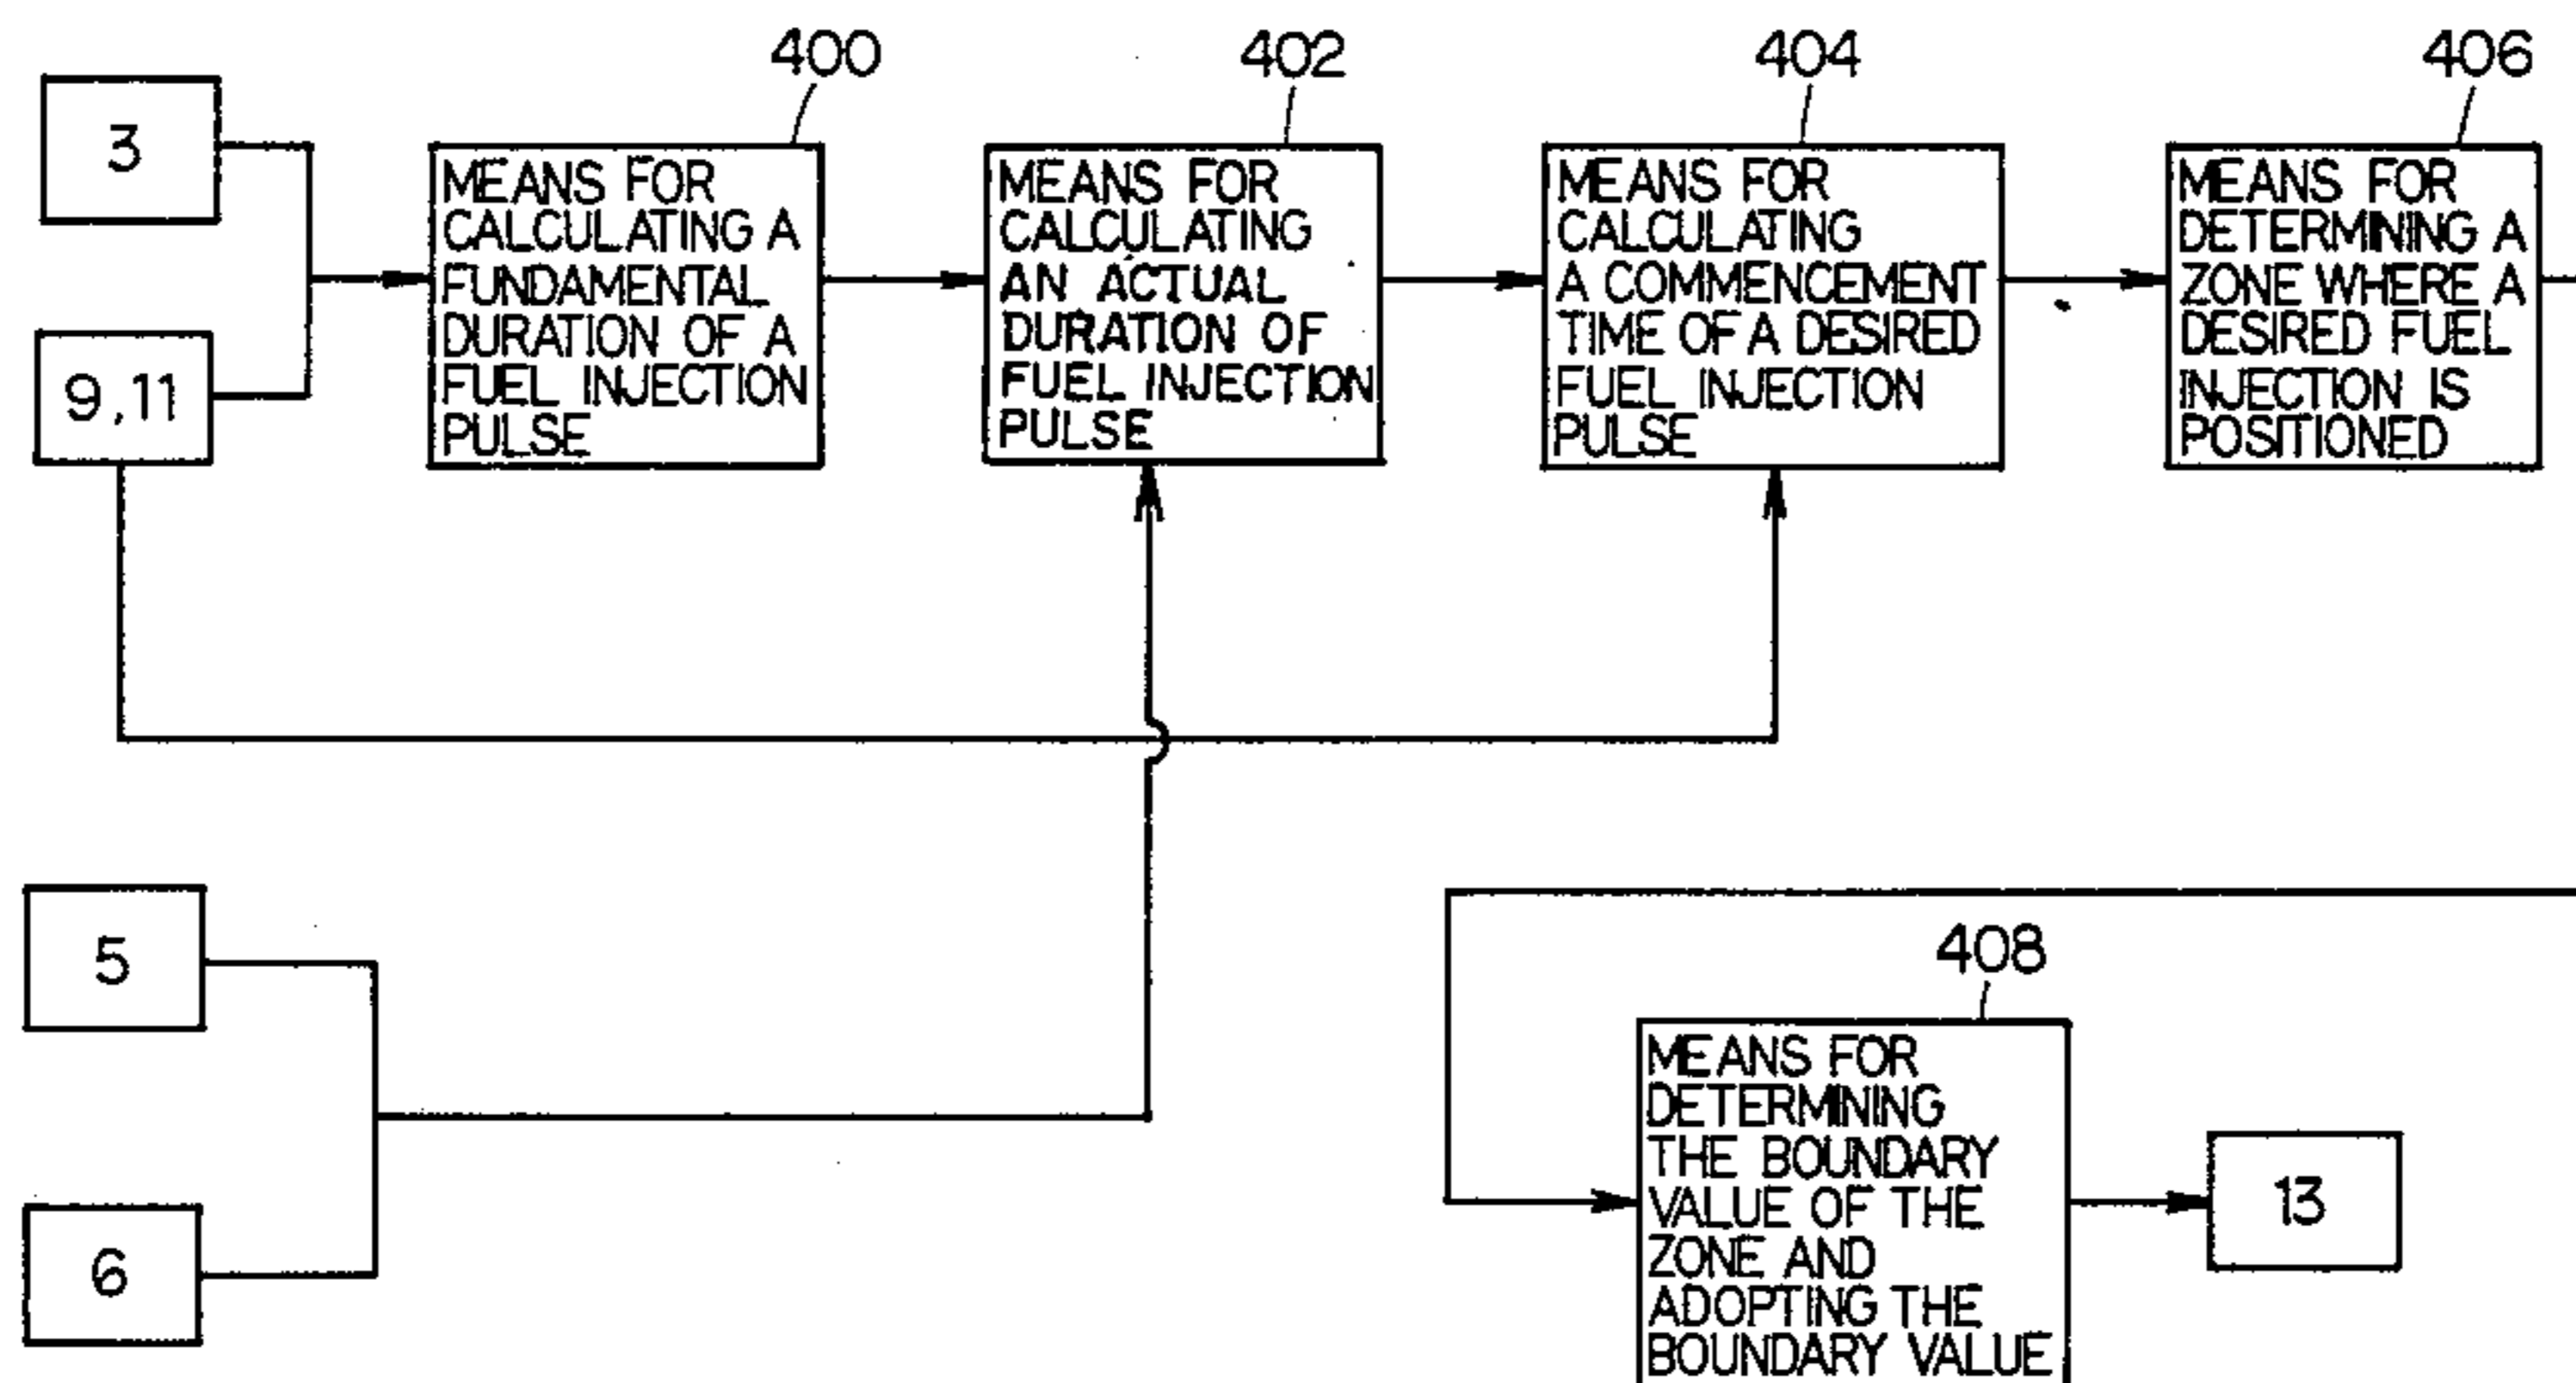 400
402
404
406
3
9,11
MEANS FOR
CALCULATING A
FUNDAMENTAL
DURATION OF A
FUEL INJECTION
PULSE
MEANS FOR
CALCULATING
AN ACTUAL
DURATION OF
FUEL INJECTION
PULSE
MEANS FOR
CALCULATING
A COMMENCEMENT
TIME OF A DESIRED
FUEL INJECTION
PULSE
MEANS FOR
DETERMINING A
ZONE WHERE A
DESIRED FUEL
INJECTION IS
POSITIONED
5
6
408
MEANS FOR
DETERMINING
THE BOUNDARY
VALUE OF THE
ZONE AND
ADOPTING THE
BOUNDARY VALUE
13